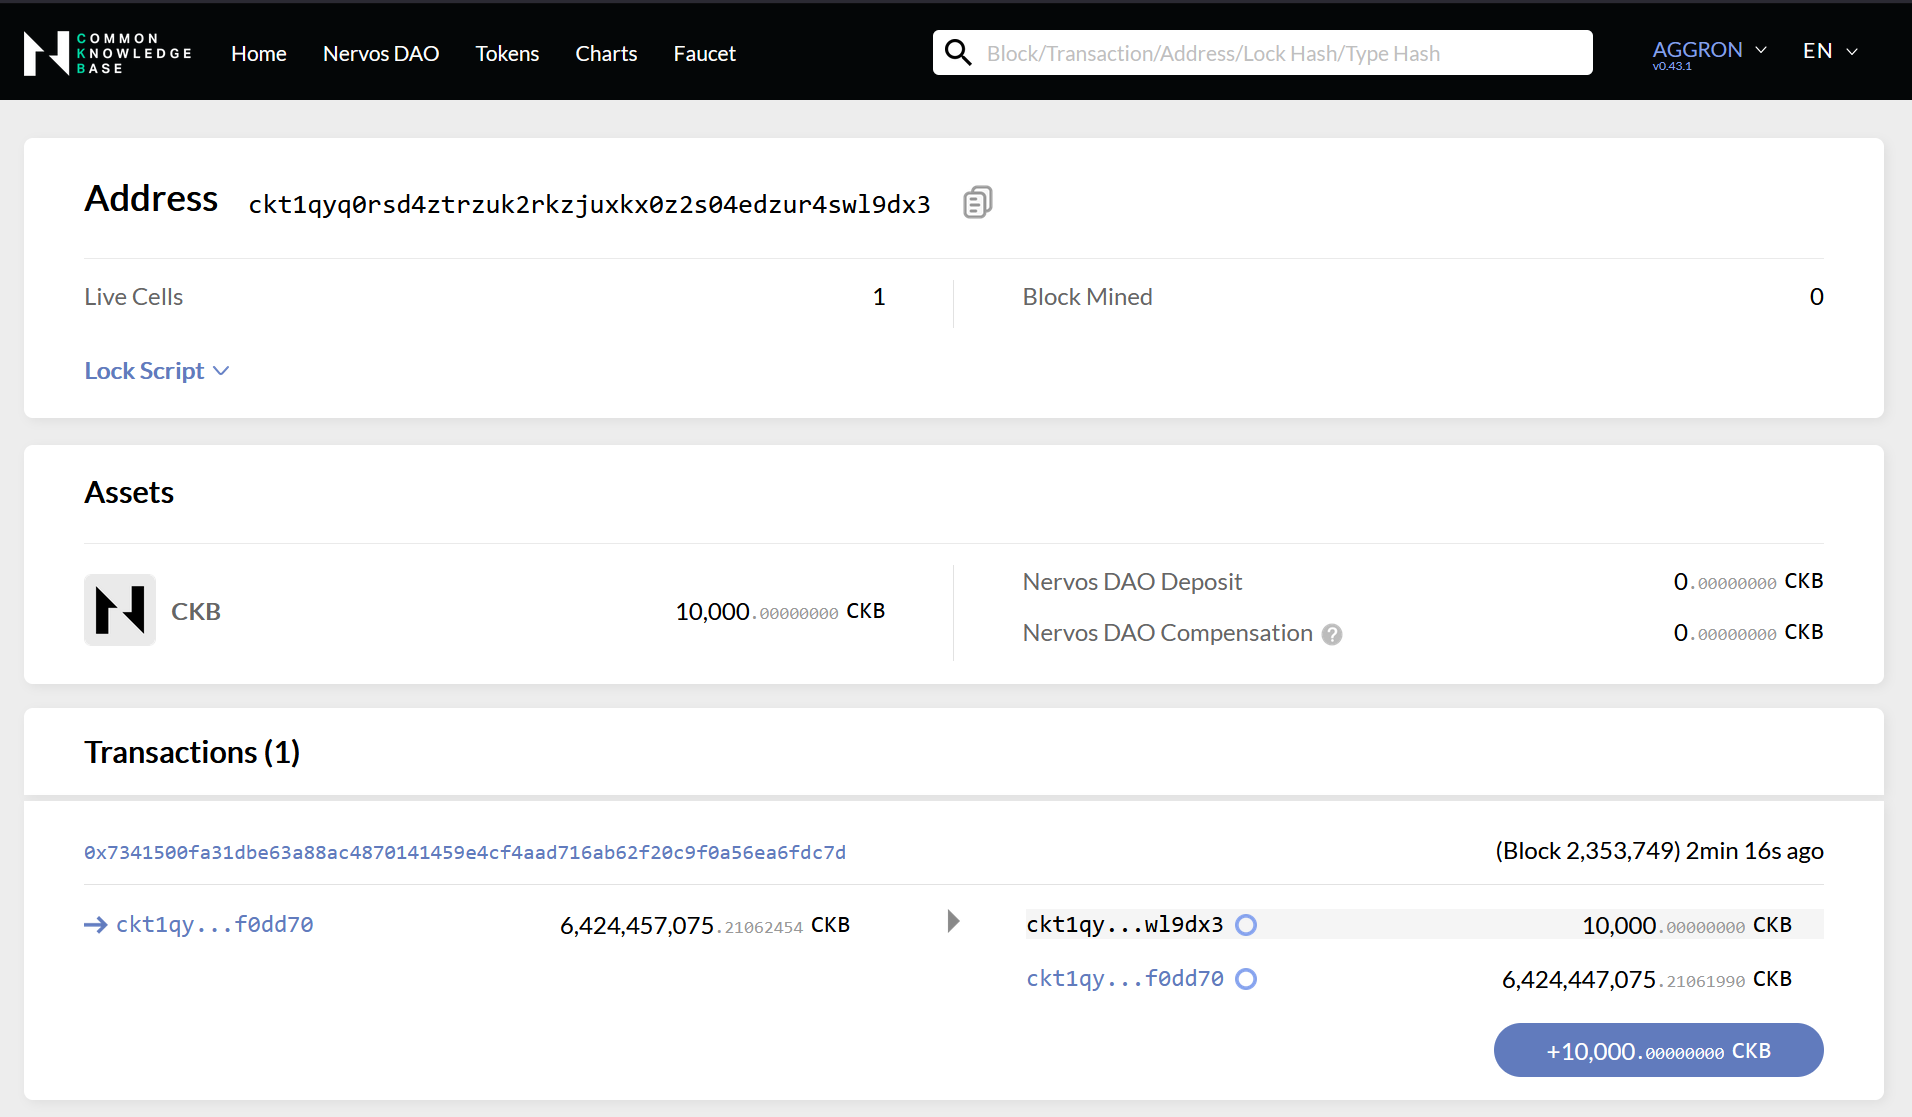 COMMON
KNOWLEDGE
BASE
Home Nervos DAO Tokens Charts Faucet
Block/Transaction/Address/Lock Hash/Type Hash
AGGRON
v0.43.1
EN
Address ckt1qyq0rsd4ztrzuk2rkzjuxkx0z2s04edzur4swl9dx3
Live Cells 1
Block Mined 0
Lock Script
Assets
CKB 10,000.00000000 CKB
Nervos DAO Deposit 0.00000000 CKB
Nervos DAO Compensation ? 0.00000000 CKB
Transactions (1)
0x7341500fa31dbe63a88ac4870141459e4cf4aad716ab62f20c9f0a56ea6fdc7d (Block 2,353,749) 2min 16s ago
ckt1qy...f0dd70 6,424,457,075.21062454 CKB
ckt1qy...wl9dx3 10,000.00000000 CKB
ckt1qy...f0dd70 6,424,447,075.21061990 CKB
+10,000.00000000 CKB